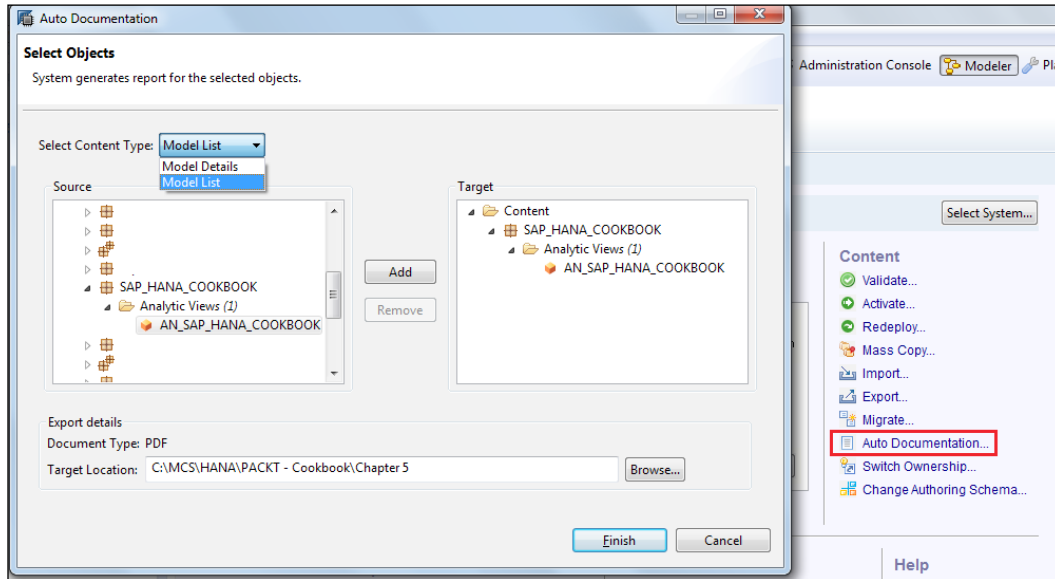 Auto Documentation
Select Objects
System generates report for the selected objects.
Select Content Type: Model List
Model Details
Model List
Source
SAP_HANA_COOKBOOK
Analytic Views (1)
AN_SAP_HANA_COOKBOOK
Add
Remove
Target
Content
SAP_HANA_COOKBOOK
Analytic Views (1)
AN_SAP_HANA_COOKBOOK
Export details
Document Type: PDF
Target Location: C:\MCS\HANA\PACKT - Cookbook\Chapter 5
Browse...
Finish
Cancel
Administration Console
Modeler
Pl
Select System...
Content
Validate...
Activate...
Redeploy...
Mass Copy...
Import...
Export...
Migrate...
Auto Documentation...
Switch Ownership...
Change Authoring Schema...
Help